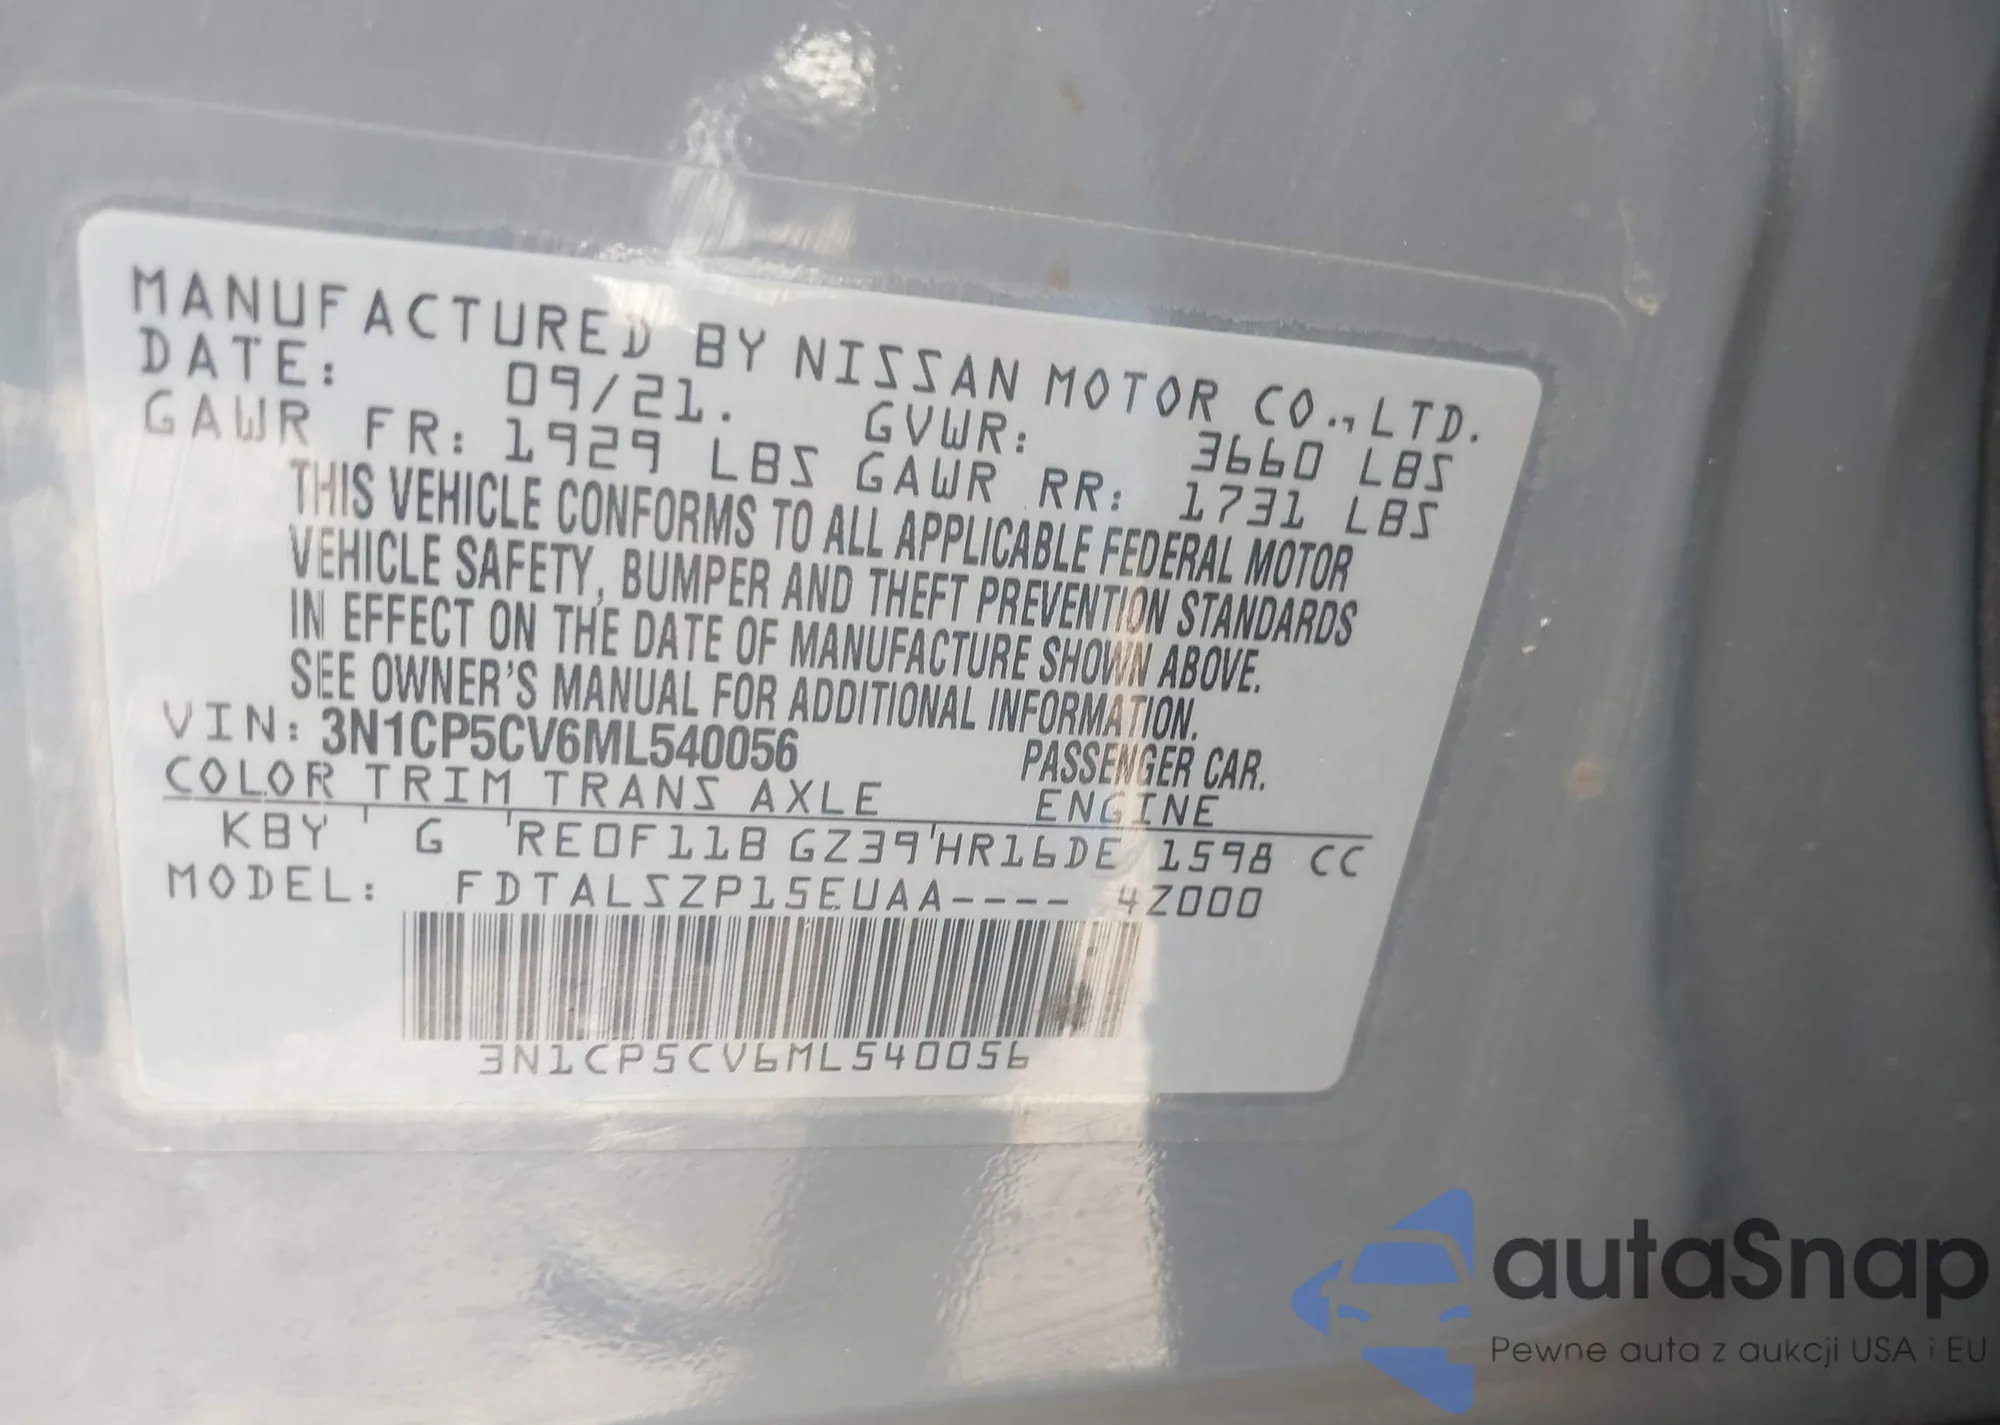 MANUFACTURED BY NISSAN MOTOR CO., LTD.
DATE: 09/21. GVWR: 3660 LBS
GAWR FR: 1929 LBS GAWR RR: 1731 LBS
THIS VEHICLE CONFORMS TO ALL APPLICABLE FEDERAL MOTOR
VEHICLE SAFETY, BUMPER AND THEFT PREVENTION STANDARDS
IN EFFECT ON THE DATE OF MANUFACTURE SHOWN ABOVE.
SEE OWNER'S MANUAL FOR ADDITIONAL INFORMATION.
VIN: 3N1CP5CV6ML540056 PASSENGER CAR.
COLOR TRIM TRANS AXLE ENGINE
KBY ' G 'RE0F11B GZ39'HR16DE/1598 CC
MODEL: FDTALSZP15EUAA---- 4Z000
3N1CP5CV6ML540056
autaSnap
Pewne auta z aukcji USA i EU